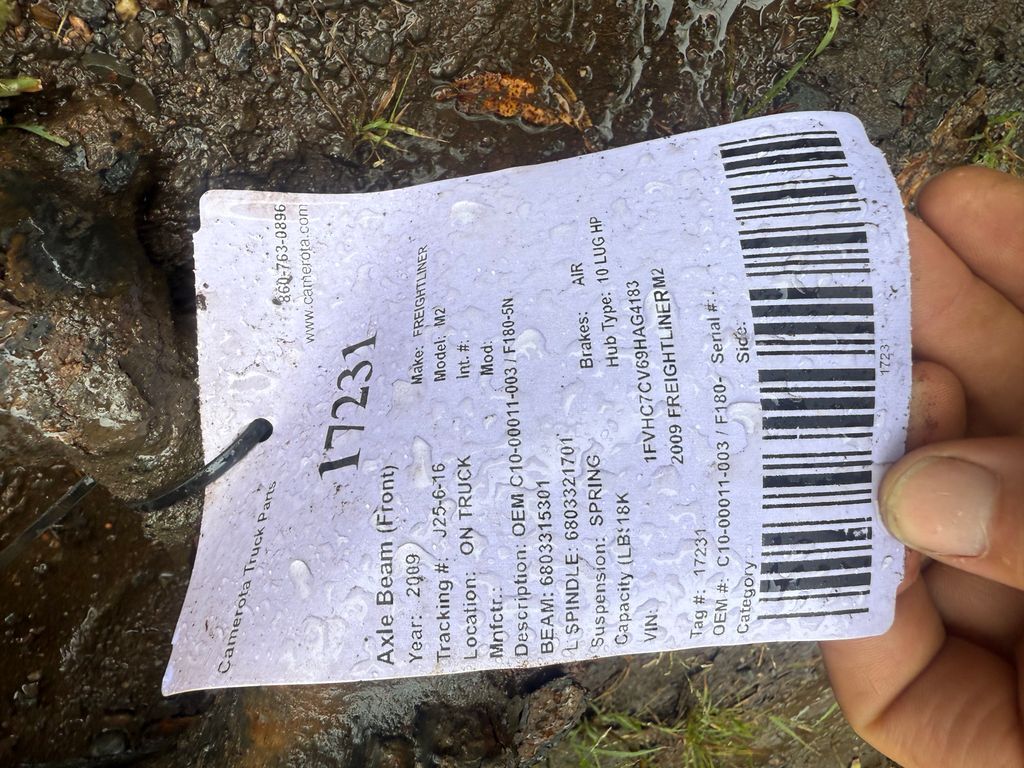 Camerota Truck Parts
860-763-0896
www.camerota.com
17231
Axle Beam (Front)
Year: 2009 Make: FREIGHTLINER
Tracking #: J25-6-16 Model: M2
Location: ON TRUCK Int. #:
Mnfctr.: Mod:
Description: OEM C10-00011-003 / F180-5N
BEAM: 6803315301
L SPINDLE: 6803321701 Brakes: AIR
Suspension: SPRING Hub Type: 10 LUG HP
Capacity (LB: 18K
VIN: 1FVHC7CV69HAG4183
2009 FREIGHTLINER M2
Tag#: 17231
OEM #: C10-00011-003 / F180- Serial #:
Category Side:
17231